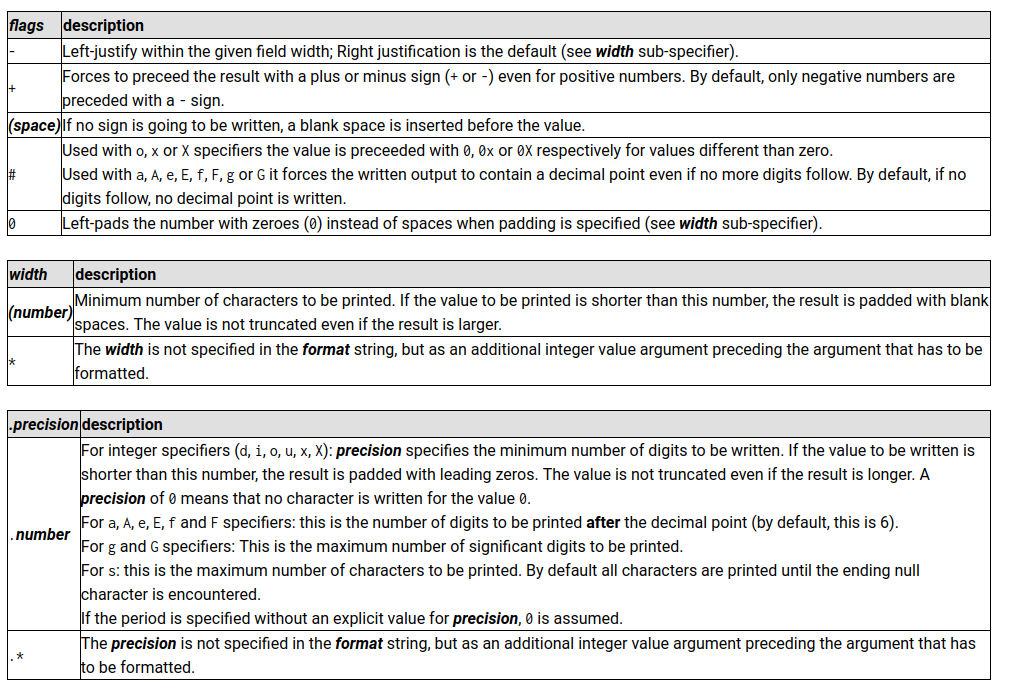 flags description
- Left-justify within the given field width; Right justification is the default (see width sub-specifier).
+ Forces to preceed the result with a plus or minus sign (+ or -) even for positive numbers. By default, only negative numbers are
preceded with a - sign.
(space) If no sign is going to be written, a blank space is inserted before the value.
# Used with o, x or X specifiers the value is preceeded with 0, 0x or 0X respectively for values different than zero.
Used with a, A, e, E, f, F, g or G it forces the written output to contain a decimal point even if no more digits follow. By default, if no
digits follow, no decimal point is written.
0 Left-pads the number with zeroes (0) instead of spaces when padding is specified (see width sub-specifier).
width description
(number) Minimum number of characters to be printed. If the value to be printed is shorter than this number, the result is padded with blank
spaces. The value is not truncated even if the result is larger.
* The width is not specified in the format string, but as an additional integer value argument preceding the argument that has to be
formatted.
.precision description
.number For integer specifiers (d, i, o, u, x, X): precision specifies the minimum number of digits to be written. If the value to be written is
shorter than this number, the result is padded with leading zeros. The value is not truncated even if the result is longer. A
precision of 0 means that no character is written for the value 0.
For a, A, e, E, f and F specifiers: this is the number of digits to be printed after the decimal point (by default, this is 6).
For g and G specifiers: This is the maximum number of significant digits to be printed.
For s: this is the maximum number of characters to be printed. By default all characters are printed until the ending null
character is encountered.
If the period is specified without an explicit value for precision, 0 is assumed.
.* The precision is not specified in the format string, but as an additional integer value argument preceding the argument that has
to be formatted.